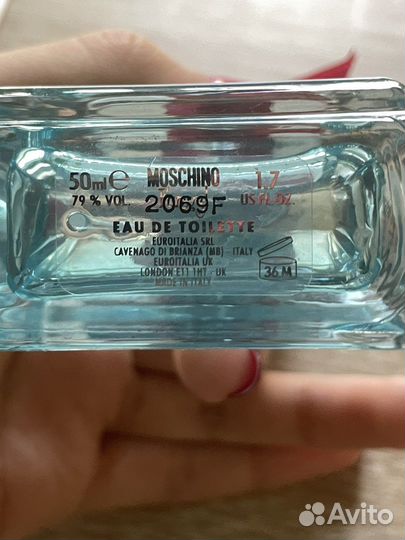 50ml℮ MOSCHINO 1.7
79 % VOL. 2069F US FL.OZ.
EAU DE TOILETTE
EUROITALIA SRL
CAVENAGO DI BRIANZA (MB) ITALY
EUROITALIA UK
LONDON E11 1HT - UK
MADE IN ITALY
36 M
Avito